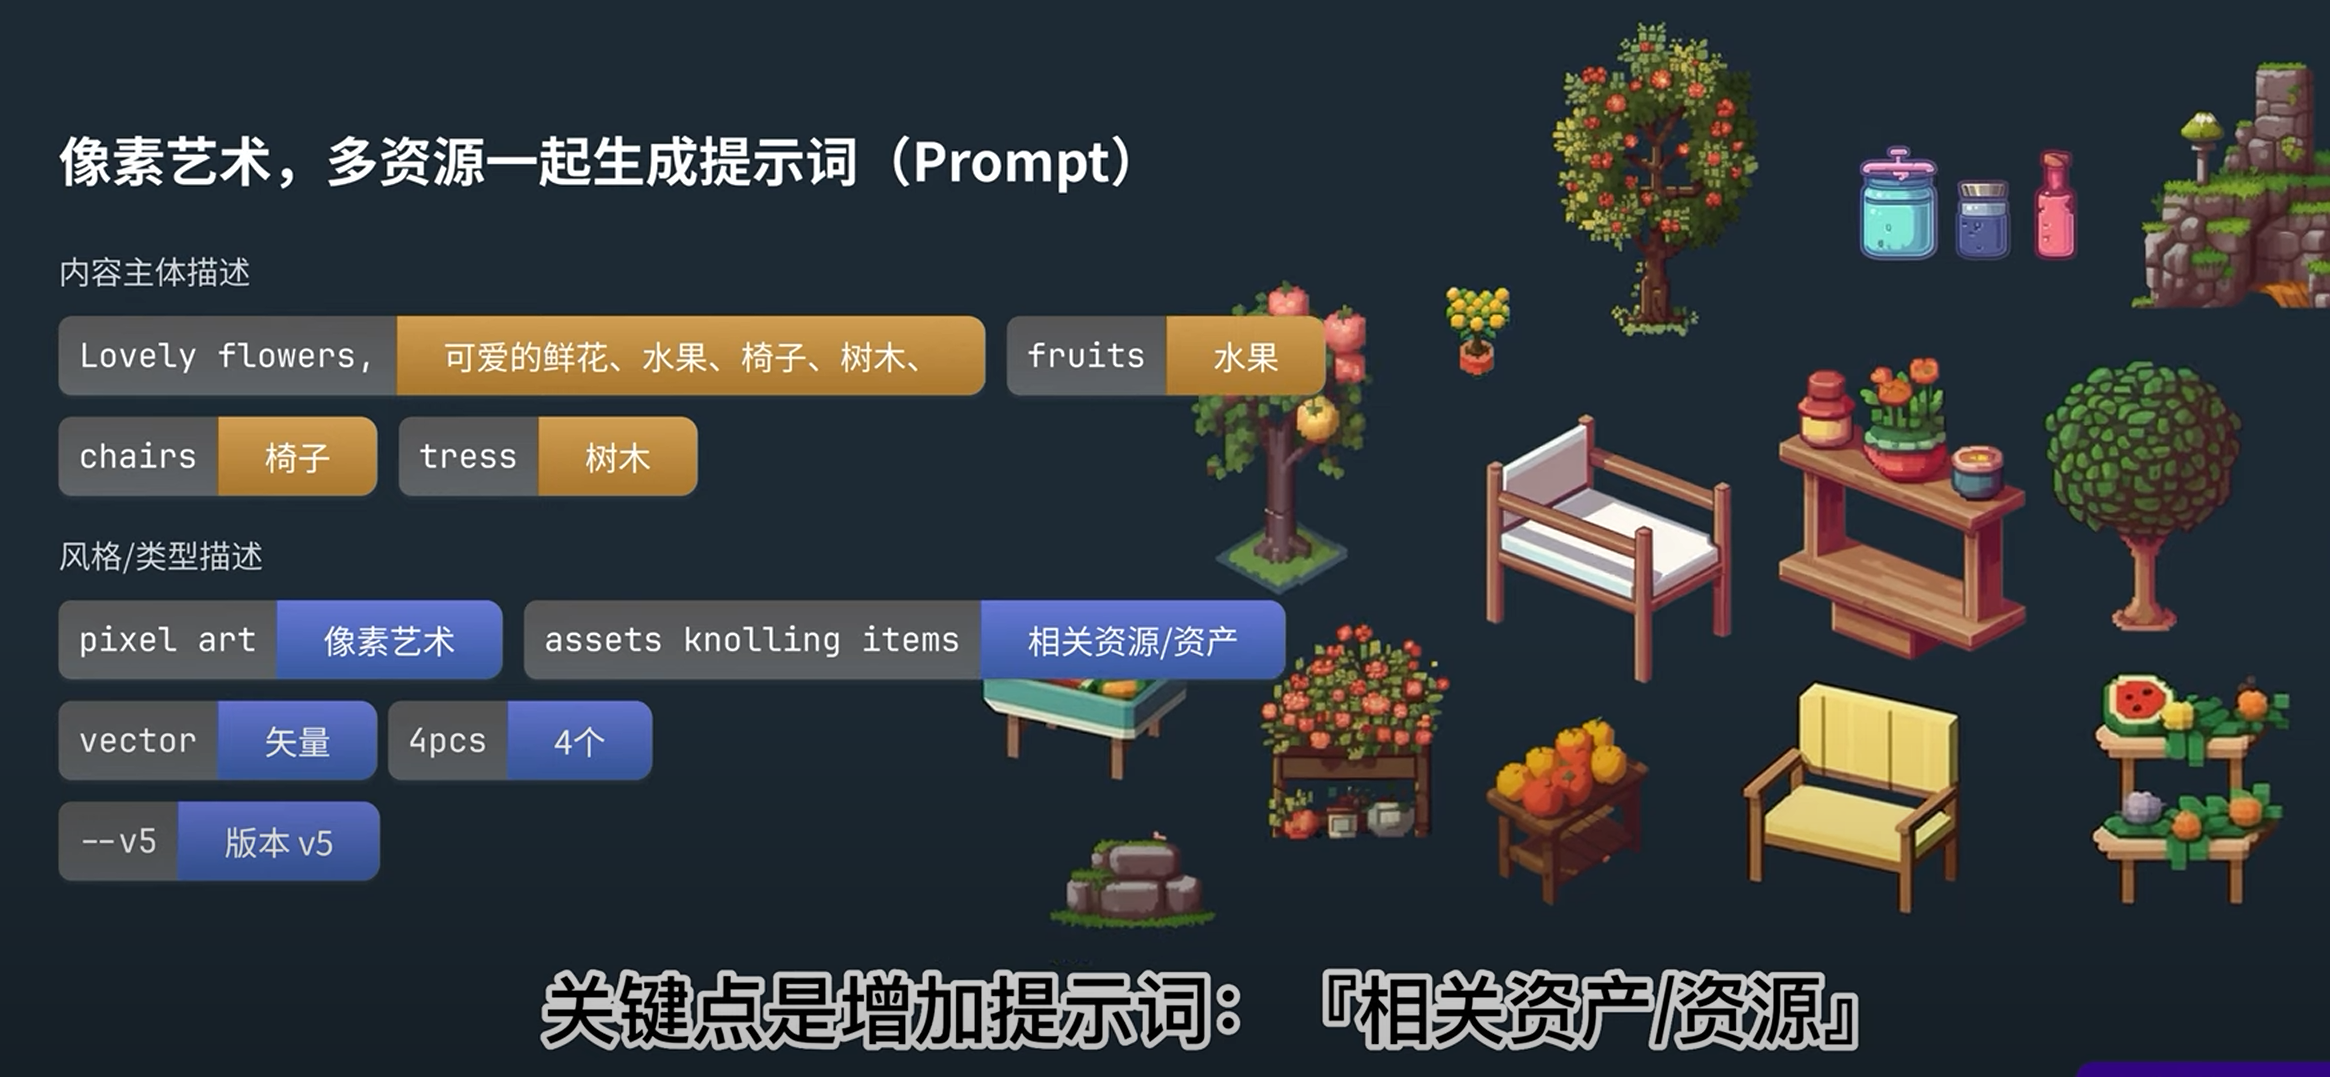 像素艺术，多资源一起生成提示词（Prompt）
内容主体描述
Lovely flowers, 可爱的鲜花、水果、椅子、树木、 fruits 水果
chairs 椅子 tress 树木
风格/类型描述
pixel art 像素艺术 assets knolling items 相关资源/资产
vector 矢量 4pcs 4个
--v5 版本 v5
关键点是增加提示词：『相关资产/资源』